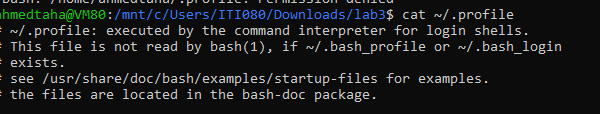 bash: /home/ahmedtaha/.profile: Permission denied
ahmedtaha@VM80:/mnt/c/Users/ITI080/Downloads/lab3$ cat ~/.profile
# ~/.profile: executed by the command interpreter for login shells.
# This file is not read by bash(1), if ~/.bash_profile or ~/.bash_login
# exists.
# see /usr/share/doc/bash/examples/startup-files for examples.
# the files are located in the bash-doc package.